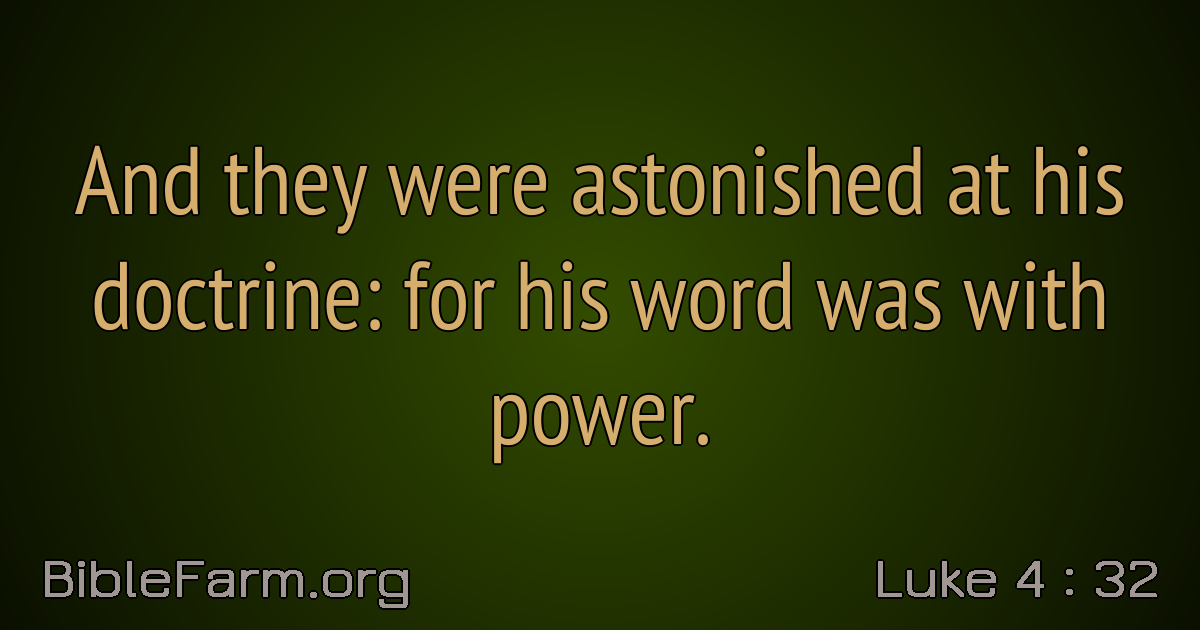 And they were astonished at his
doctrine: for his word was with
power.
BibleFarm.org
Luke 4 : 32